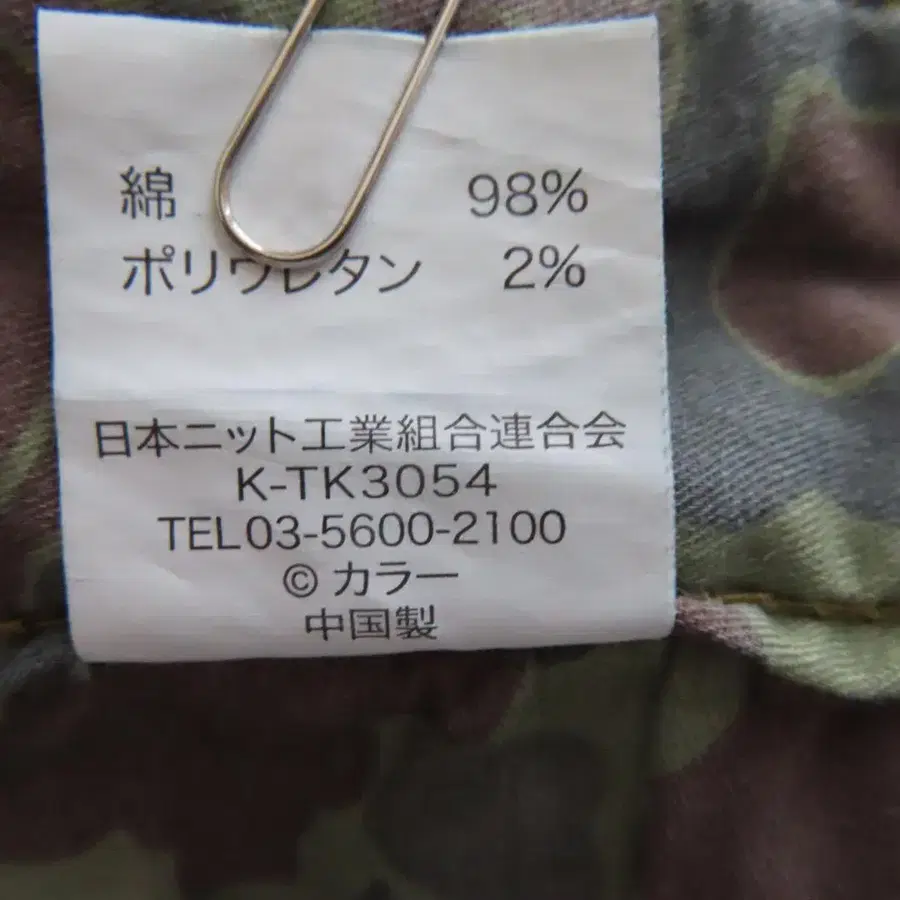 綿 98%
ポリウレタン 2%
日本ニット工業組合連合会
K-TK3054
TEL03-5600-2100
© カラー
中国製